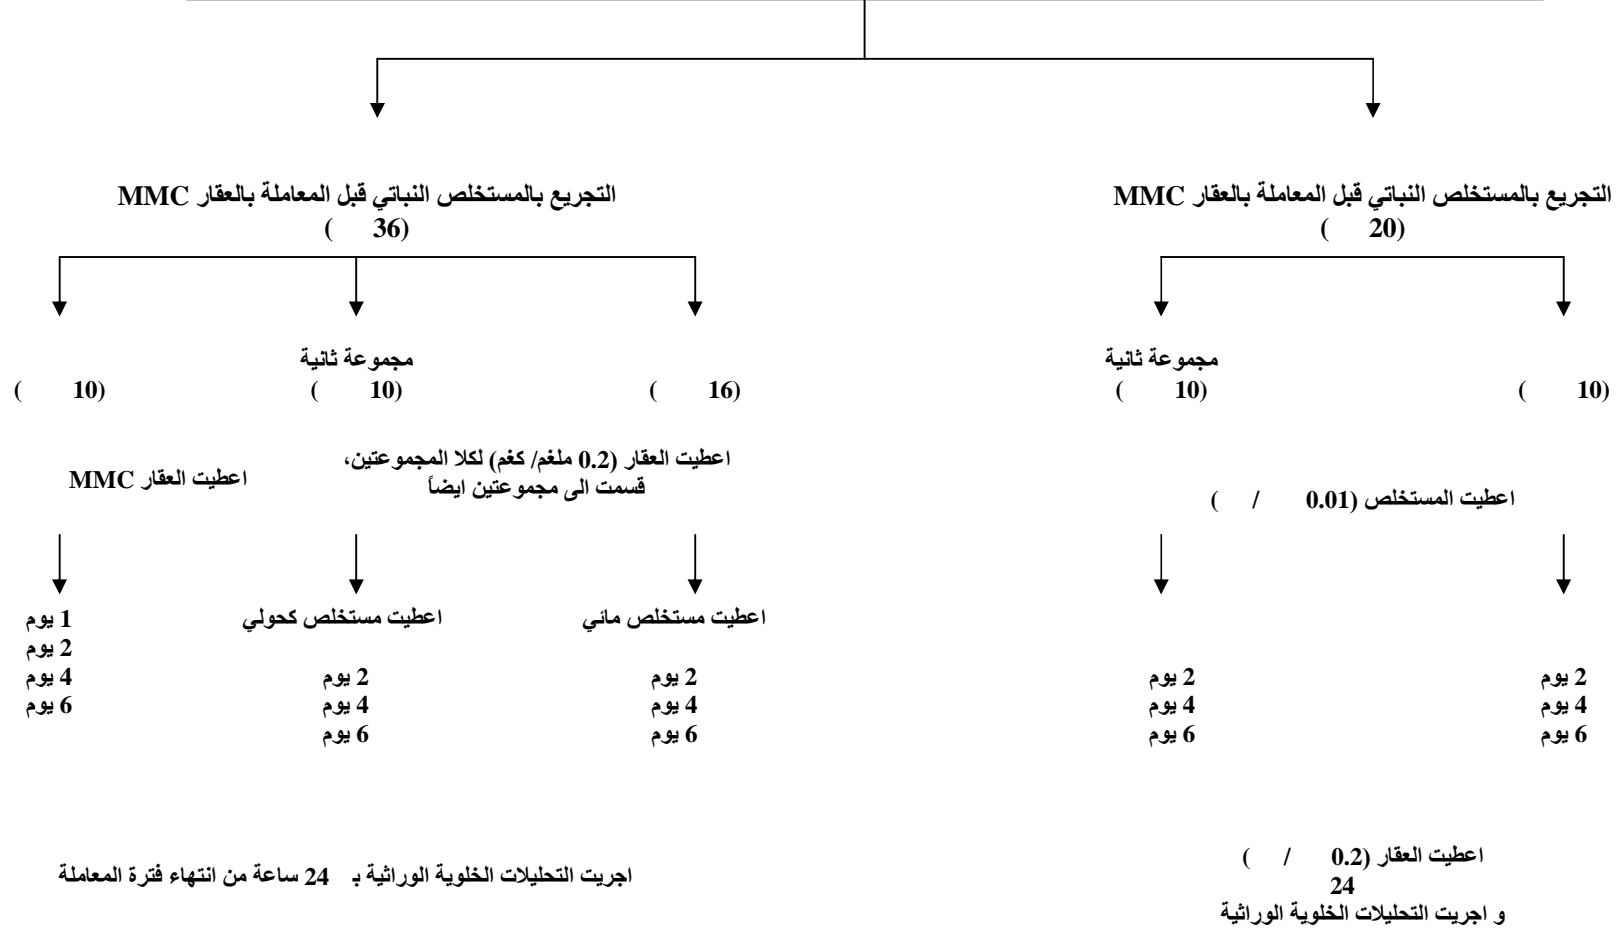 التجريع بالمستخلص النباتي قبل المعاملة بالعقار MMC
(20 )
التجريع بالمستخلص النباتي قبل المعاملة بالعقار MMC
(36 )
(10 )
مجموعة ثانية
(10 )
(16 )
مجموعة ثانية
(10 )
(10 )
اعطيت المستخلص (0.01 / )
اعطيت العقار (0.2 ملغم/ كغم) لكلا المجموعتين،
قسمت الى مجموعتين ايضاً
اعطيت العقار MMC
2 يوم
4 يوم
6 يوم
2 يوم
4 يوم
6 يوم
اعطيت مستخلص مائي
2 يوم
4 يوم
6 يوم
اعطيت مستخلص كحولي
2 يوم
4 يوم
6 يوم
1 يوم
2 يوم
4 يوم
6 يوم
اعطيت العقار (0.2 / )
24
و اجريت التحليلات الخلوية الوراثية
اجريت التحليلات الخلوية الوراثية بـ 24 ساعة من انتهاء فترة المعاملة